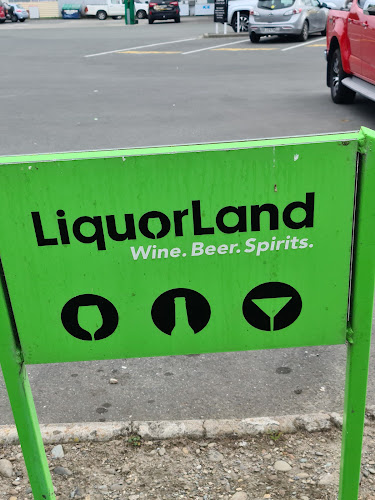 LiquorLand
Wine. Beer. Spirits.